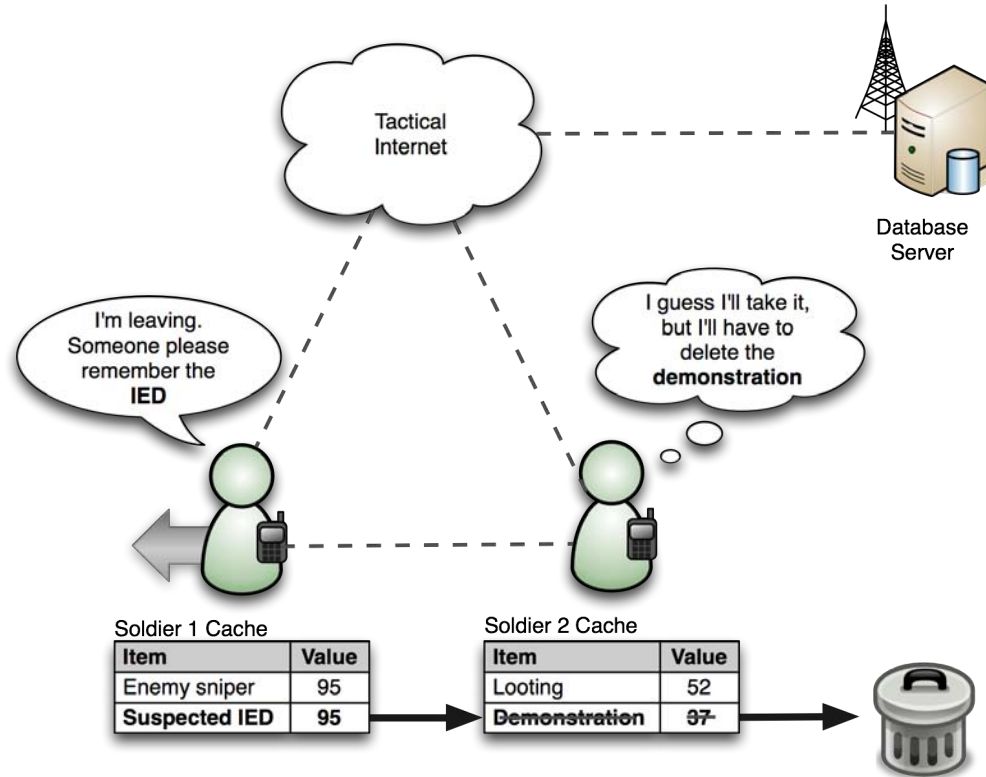 Tactical
Internet
Database
Server
I'm leaving.
Someone please
remember the
IED
I guess I'll take it,
but I'll have to
delete the
demonstration
Soldier 1 Cache
Item Value
Enemy sniper 95
Suspected IED 95
Soldier 2 Cache
Item Value
Looting 52
Demonstration 37